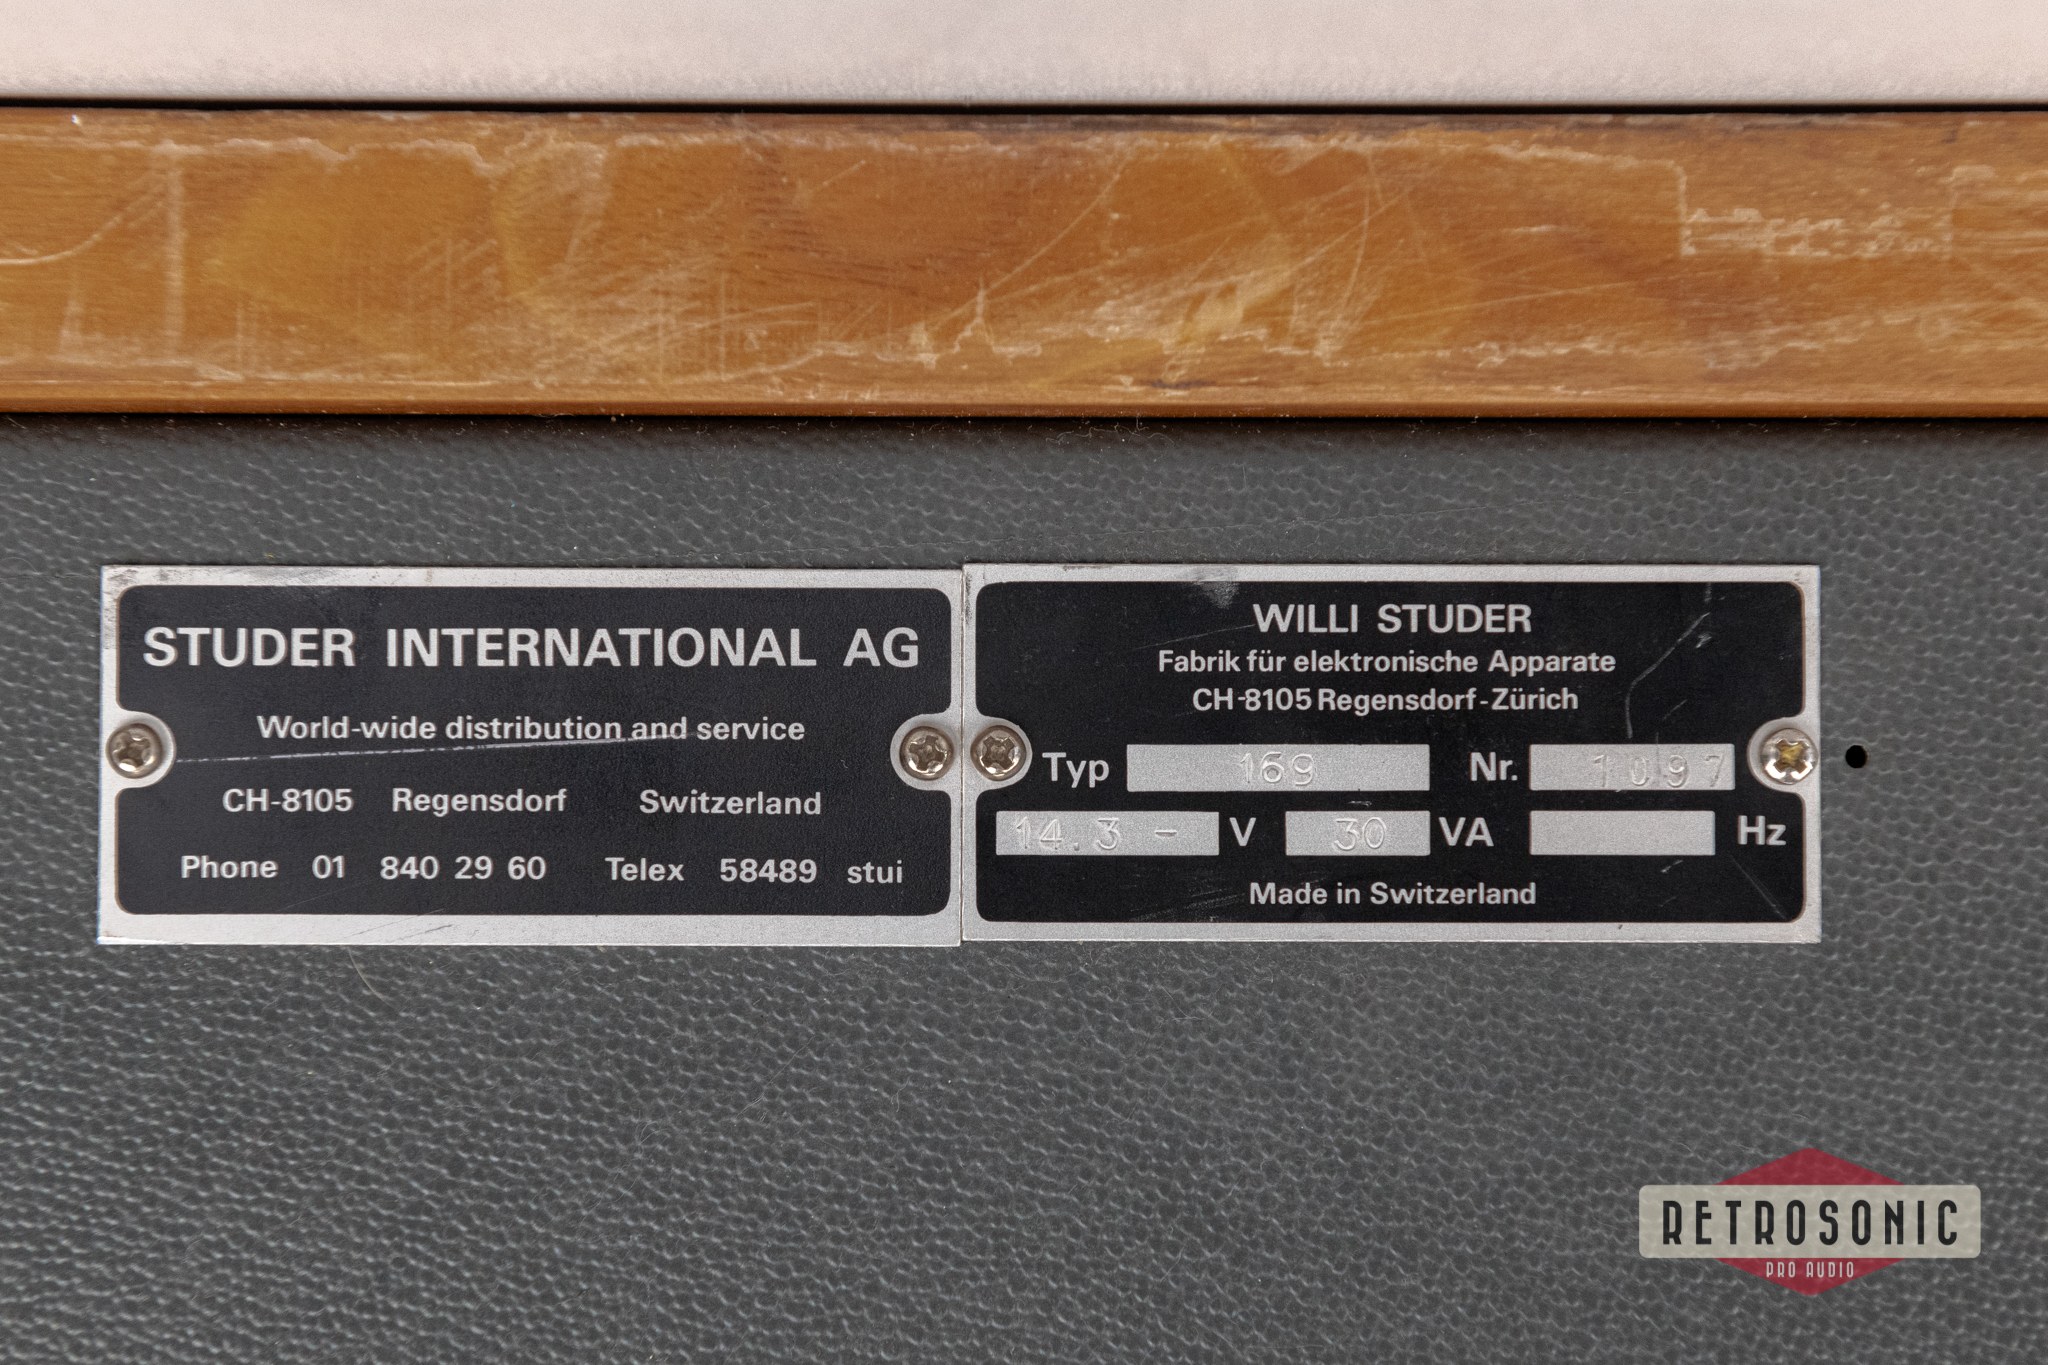 STUDER INTERNATIONAL AG
World-wide distribution and service
CH-8105 Regensdorf Switzerland
Phone 01 840 29 60 Telex 58489 stui
WILLI STUDER
Fabrik für elektronische Apparate
CH-8105 Regensdorf-Zürich
Typ 169 Nr. 1097
14.3 - V 30 VA Hz
Made in Switzerland
RETROSONIC
PRO AUDIO